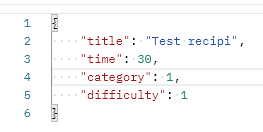 1 {
2 "title": "Test recipi",
3 "time": 30,
4 "category": 1,
5 "difficulty": 1
6 }